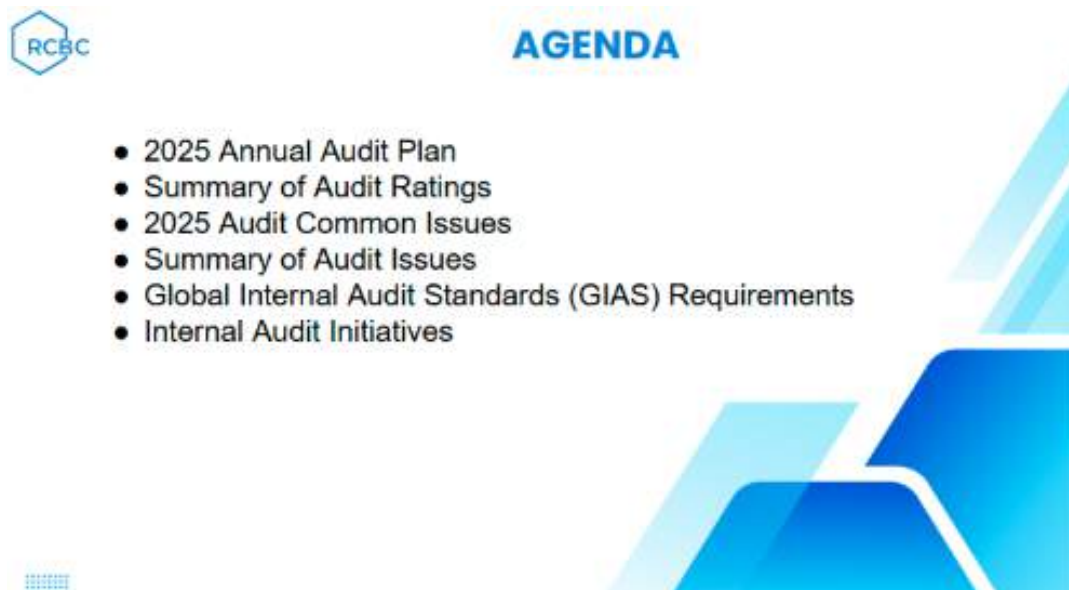 RCBC
AGENDA
● 2025 Annual Audit Plan
● Summary of Audit Ratings
● 2025 Audit Common Issues
● Summary of Audit Issues
● Global Internal Audit Standards (GIAS) Requirements
● Internal Audit Initiatives